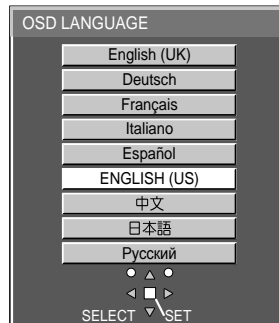 OSD LANGUAGE
English (UK)
Deutsch
Français
Italiano
Español
ENGLISH (US)
中文
日本語
Русский
SELECT SET